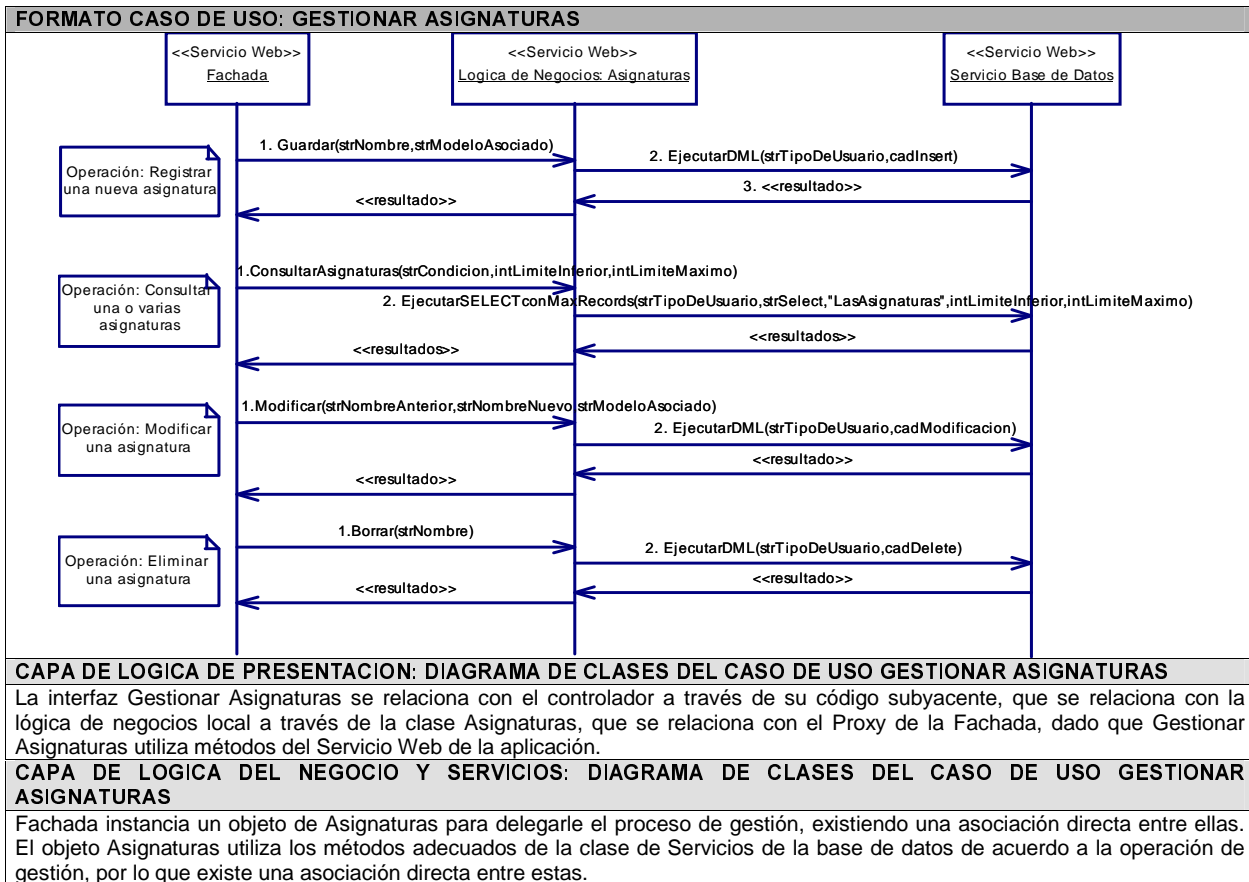 FORMATO CASO DE USO: GESTIONAR ASIGNATURAS
<<Servicio Web>>
Fachada
<<Servicio Web>>
Logica de Negocios: Asignaturas
<<Servicio Web>>
Servicio Base de Datos
Operación: Registrar
una nueva asignatura
1. Guardar(strNombre,strModeloAsociado)
2. EjecutarDML(strTipoDeUsuario,cadInsert)
3. <<resultado>>
<<resultado>>
Operación: Consultar
una o varias
asignaturas
1.ConsultarAsignaturas(strCondicion,intLimiteInferior,intLimiteMaximo)
2. EjecutarSELECTconMaxRecords(strTipoDeUsuario,strSelect,"LasAsignaturas",intLimiteInferior,intLimiteMaximo)
<<resultados>>
<<resultados>>
Operación: Modificar
una asignatura
1.Modificar(strNombreAnterior,strNombreNuevo,strModeloAsociado)
2. EjecutarDML(strTipoDeUsuario,cadModificacion)
<<resultado>>
<<resultado>>
Operación: Eliminar
una asignatura
1.Borrar(strNombre)
2. EjecutarDML(strTipoDeUsuario,cadDelete)
<<resultado>>
<<resultado>>
CAPA DE LOGICA DE PRESENTACION: DIAGRAMA DE CLASES DEL CASO DE USO GESTIONAR ASIGNATURAS
La interfaz Gestionar Asignaturas se relaciona con el controlador a través de su código subyacente, que se relaciona con la
lógica de negocios local a través de la clase Asignaturas, que se relaciona con el Proxy de la Fachada, dado que Gestionar
Asignaturas utiliza métodos del Servicio Web de la aplicación.
CAPA DE LOGICA DEL NEGOCIO Y SERVICIOS: DIAGRAMA DE CLASES DEL CASO DE USO GESTIONAR
ASIGNATURAS
Fachada instancia un objeto de Asignaturas para delegarle el proceso de gestión, existiendo una asociación directa entre ellas.
El objeto Asignaturas utiliza los métodos adecuados de la clase de Servicios de la base de datos de acuerdo a la operación de
gestión, por lo que existe una asociación directa entre estas.